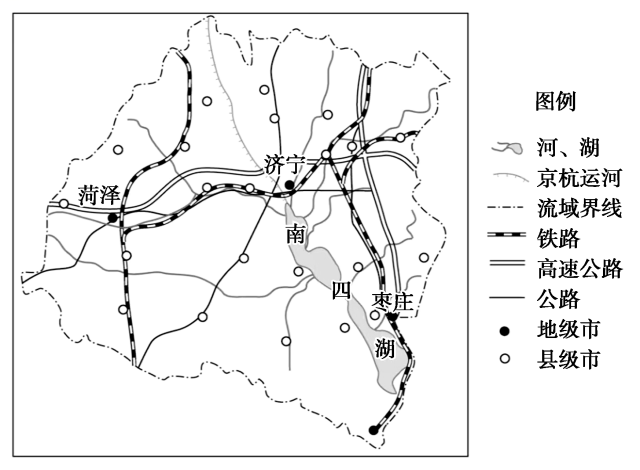 济宁
菏泽
南
四
枣庄
湖
图例
河、湖
京杭运河
流域界线
铁路
高速公路
公路
地级市
县级市